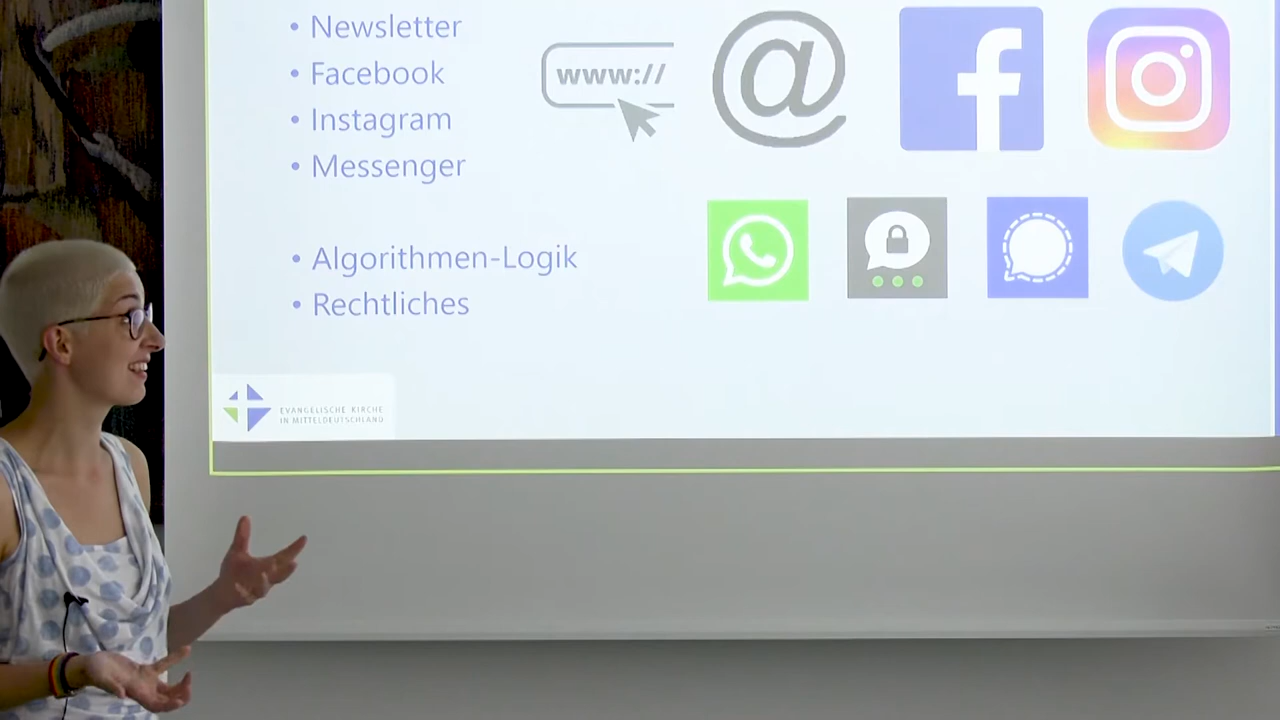 • Newsletter
• Facebook
• Instagram
• Messenger
• Algorithmen-Logik
• Rechtliches
www://
@
f
EVANGELISCHE KIRCHE
IN MITTELDEUTSCHLAND